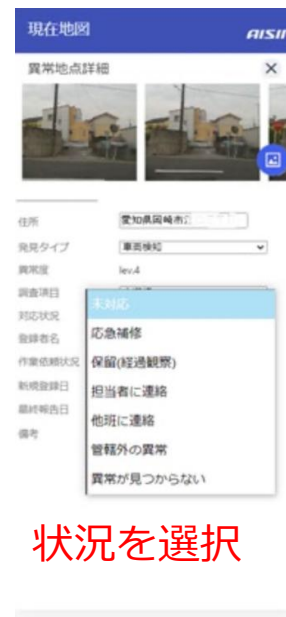 現在地図
AISIN
異常地点詳細
×
住所
愛知県岡崎市
発見タイプ
車両検知
異常度
lev.4
調査項目
対応状況
未対応
登録者名
応急補修
作業依頼状況
保留(経過観察)
新規登録日
担当者に連絡
最終報告日
他班に連絡
備考
管轄外の異常
異常が見つからない
状況を選択